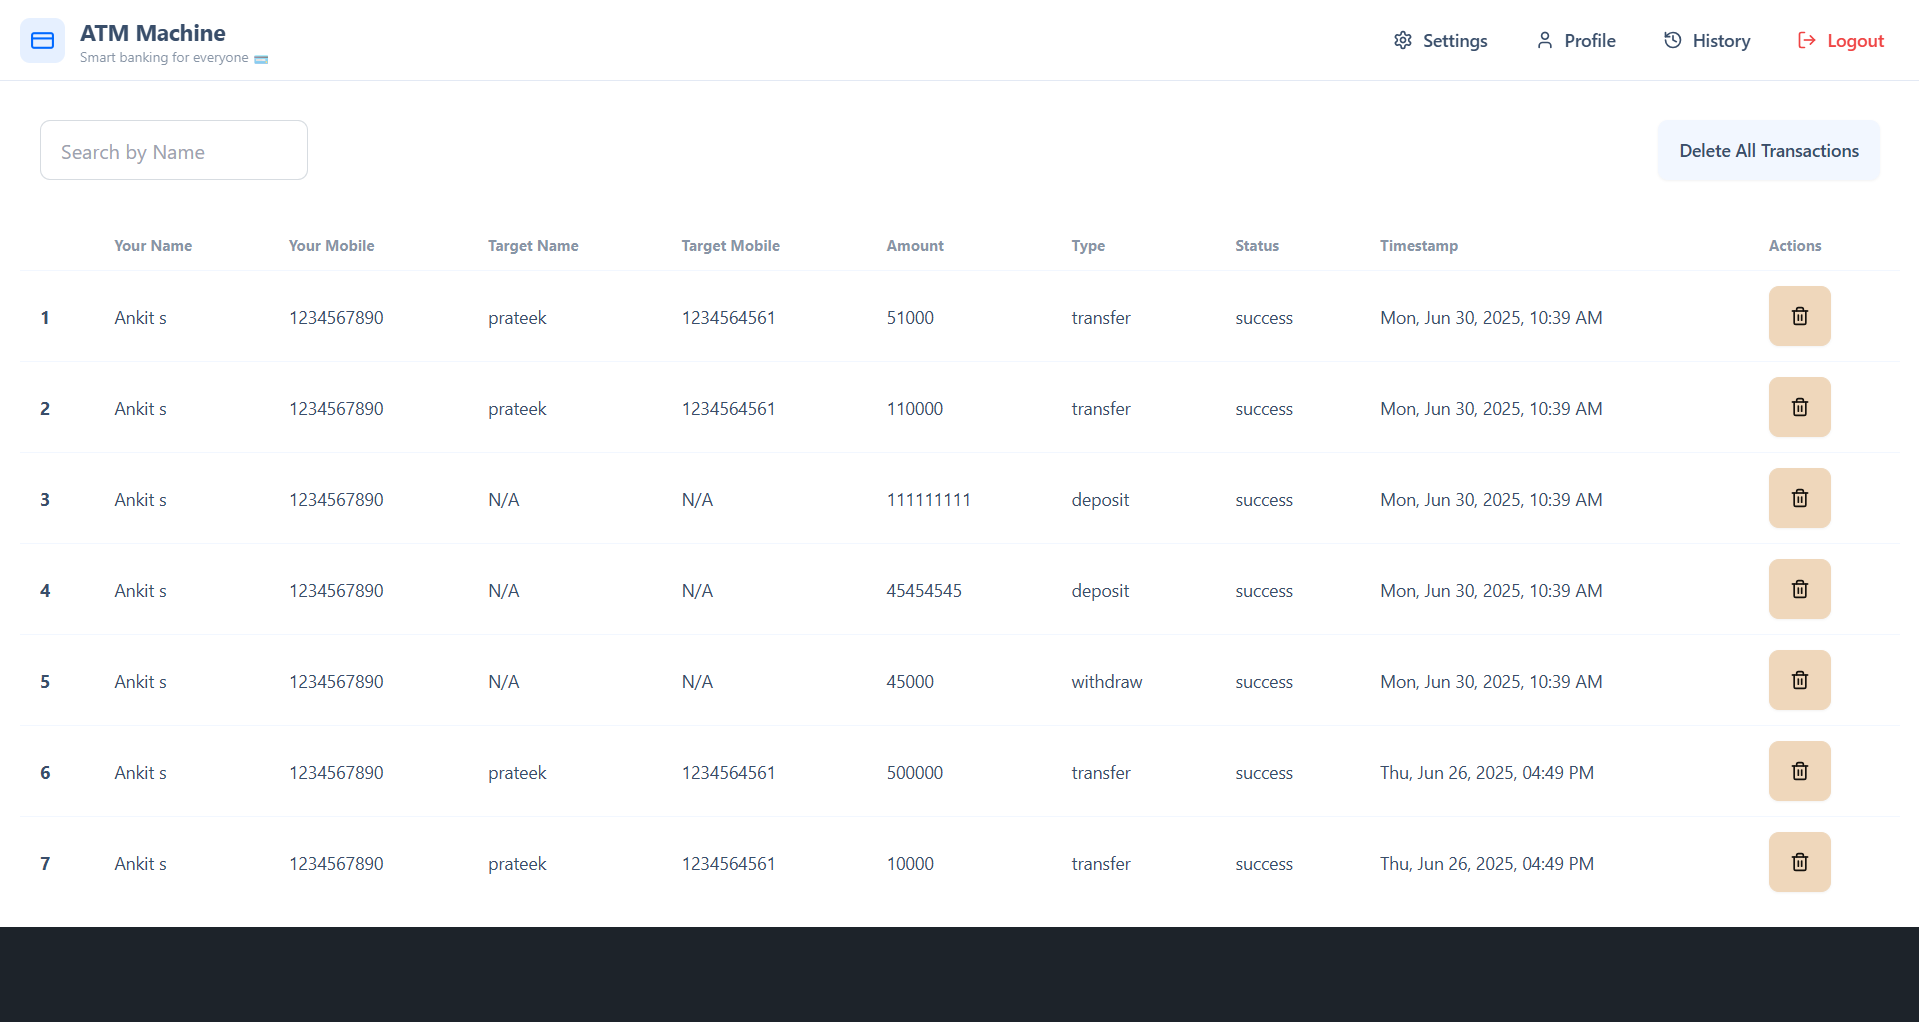 ATM Machine
Smart banking for everyone
Settings Profile History Logout
Search by Name
Delete All Transactions
Your Name Your Mobile Target Name Target Mobile Amount Type Status Timestamp Actions
1 Ankit s 1234567890 prateek 1234564561 51000 transfer success Mon, Jun 30, 2025, 10:39 AM
2 Ankit s 1234567890 prateek 1234564561 110000 transfer success Mon, Jun 30, 2025, 10:39 AM
3 Ankit s 1234567890 N/A N/A 111111111 deposit success Mon, Jun 30, 2025, 10:39 AM
4 Ankit s 1234567890 N/A N/A 45454545 deposit success Mon, Jun 30, 2025, 10:39 AM
5 Ankit s 1234567890 N/A N/A 45000 withdraw success Mon, Jun 30, 2025, 10:39 AM
6 Ankit s 1234567890 prateek 1234564561 500000 transfer success Thu, Jun 26, 2025, 04:49 PM
7 Ankit s 1234567890 prateek 1234564561 10000 transfer success Thu, Jun 26, 2025, 04:49 PM